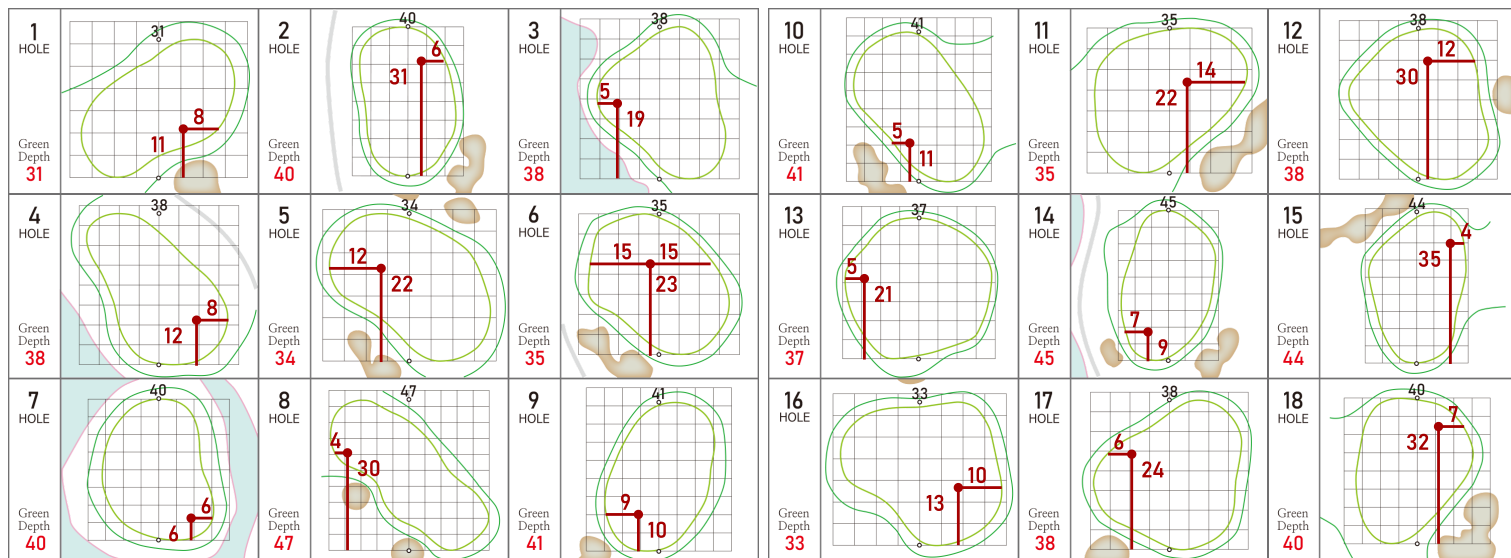 1
HOLE
31
8
11
Green
Depth
31
2
HOLE
40
6
31
Green
Depth
40
3
HOLE
38
5
19
Green
Depth
38
10
HOLE
41
5
11
Green
Depth
41
11
HOLE
35
14
22
Green
Depth
35
12
HOLE
38
12
30
Green
Depth
38
4
HOLE
38
8
12
Green
Depth
38
5
HOLE
34
12
22
Green
Depth
34
6
HOLE
35
15 15
23
Green
Depth
35
13
HOLE
37
5
21
Green
Depth
37
14
HOLE
45
7
9
Green
Depth
45
15
HOLE
44
4
35
Green
Depth
44
7
HOLE
40
6
6
Green
Depth
40
8
HOLE
47
4
30
Green
Depth
47
9
HOLE
41
9
10
Green
Depth
41
16
HOLE
33
10
13
Green
Depth
33
17
HOLE
38
6
24
Green
Depth
38
18
HOLE
40
7
32
Green
Depth
40